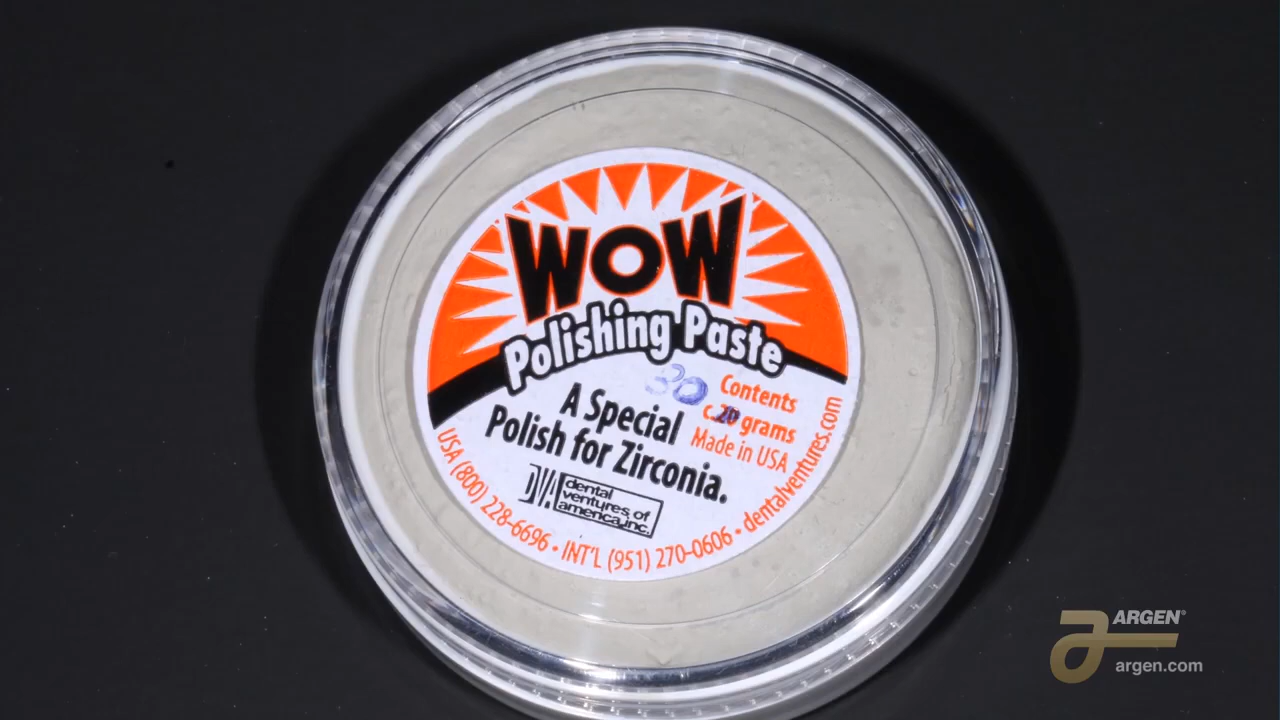 WOW
Polishing Paste
30
Contents
c. 20 grams
Made in USA
A Special
Polish for Zirconia.
DVA dental
ventures of
america,inc.
USA (800) 228-6696 • INT'L (951) 270-0606 • dentalventures.com
ARGEN®
argen.com